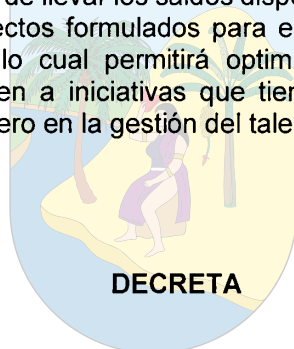 de llevar los saldos dispo
ectos formulados para e
lo cual permitirá optim
en a iniciativas que tien
ero en la gestión del tale
DECRETA